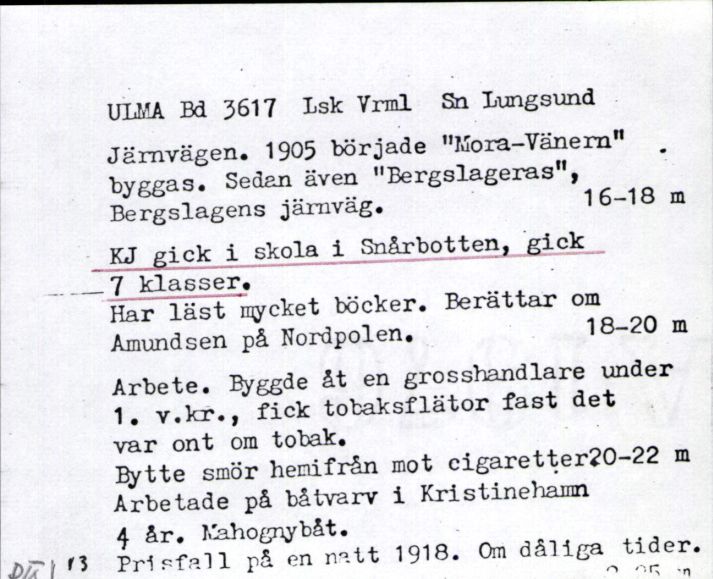 ULMA Bd 3617 Lsk Vrml Sn Lungsund
Järnvägen. 1905 började "Mora-Vänern"
byggas. Sedan även "Bergslageras",
Bergslagens järnväg. 16-18 m
KJ gick i skola i Snårbotten, gick
7 klasser.
Har läst mycket böcker. Berättar om
Amundsen på Nordpolen. 18-20 m
Arbete. Byggde åt en grosshandlare under
1. v.kr., fick tobaksflätor fast det
var ont om tobak.
Bytte smör hemifrån mot cigaretter 20-22 m
Arbetade på båtvarv i Kristinehamn
4 år. Mahognybåt.
13 Prisfall på en natt 1918. Om dåliga tider.